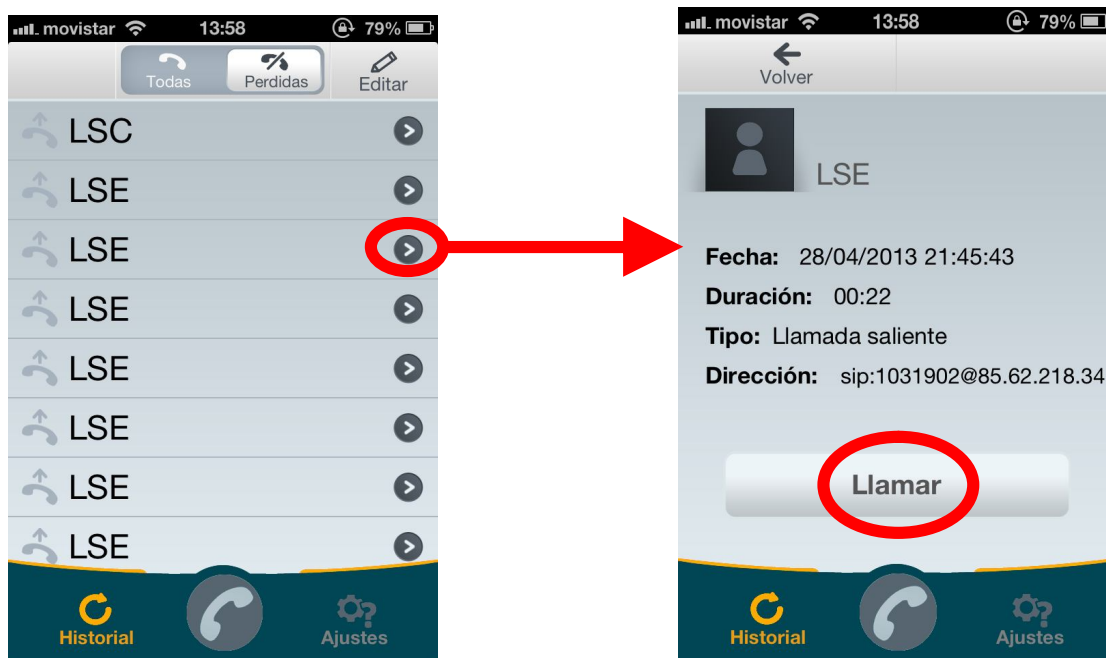 movistar 13:58 79%
Todas Perdidas Editar
LSC
LSE
LSE
LSE
LSE
LSE
LSE
LSE
Historial Ajustes
movistar 13:58 79%
Volver
LSE
Fecha: 28/04/2013 21:45:43
Duración: 00:22
Tipo: Llamada saliente
Dirección: sip:1031902@85.62.218.34
Llamar
Historial Ajustes